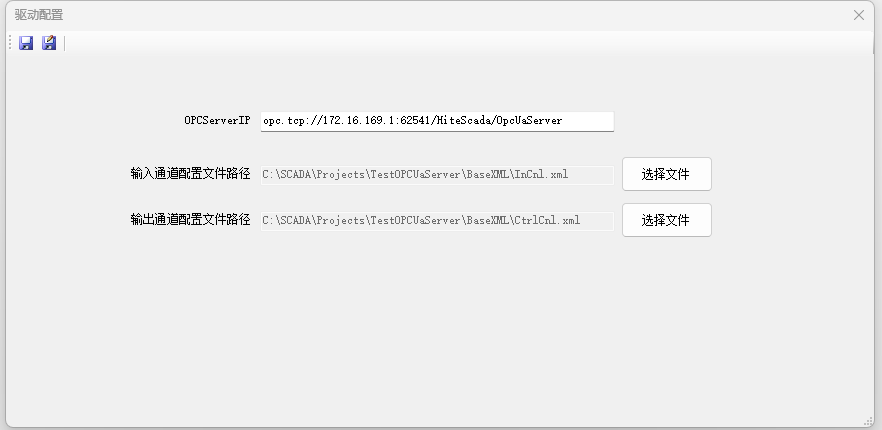 驱动配置
OPCServerIP opc.tcp://172.16.169.1:62541/HiteScada/OpcUaServer
输入通道配置文件路径 C:\SCADA\Projects\TestOPCUaServer\BaseXML\InCnl.xml 选择文件
输出通道配置文件路径 C:\SCADA\Projects\TestOPCUaServer\BaseXML\CtrlCnl.xml 选择文件